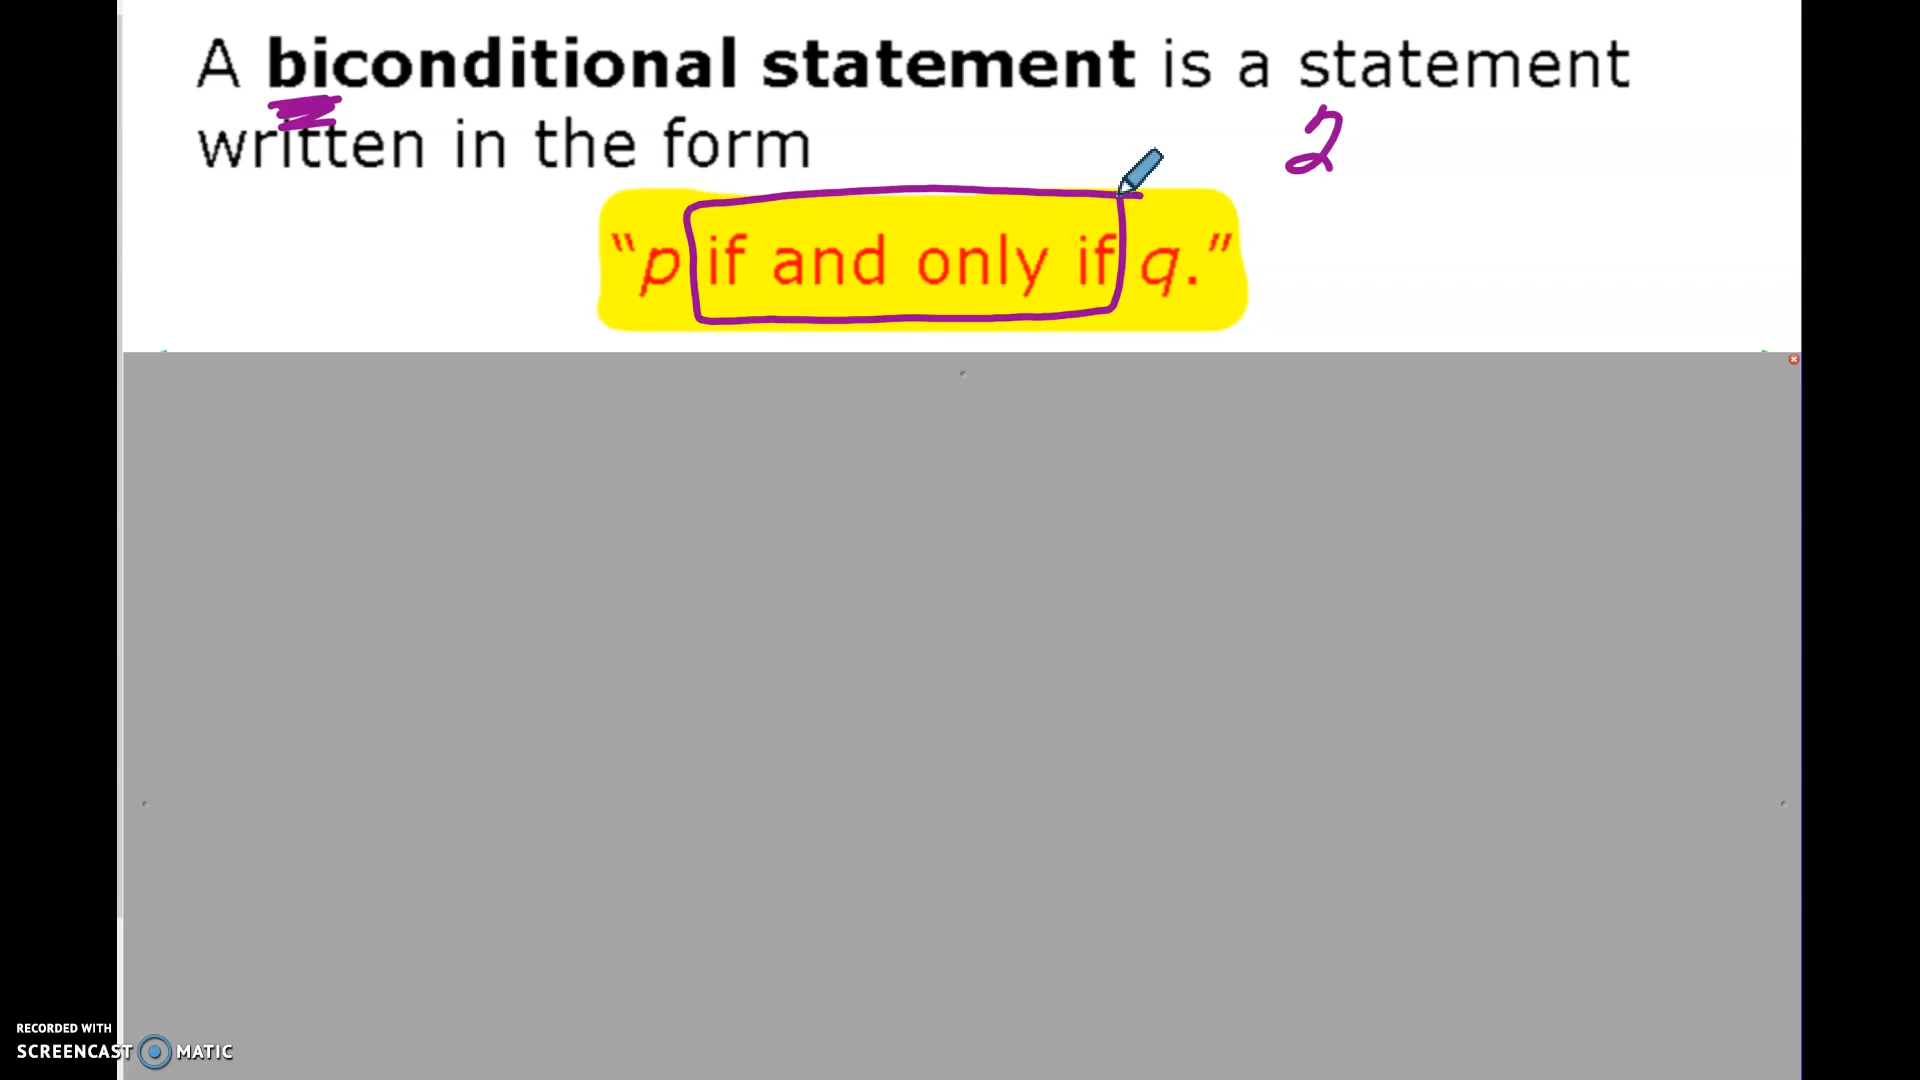 A biconditional statement is a statement
written in the form
2
“p if and only if q.”
RECORDED WITH
SCREENCAST MATIC